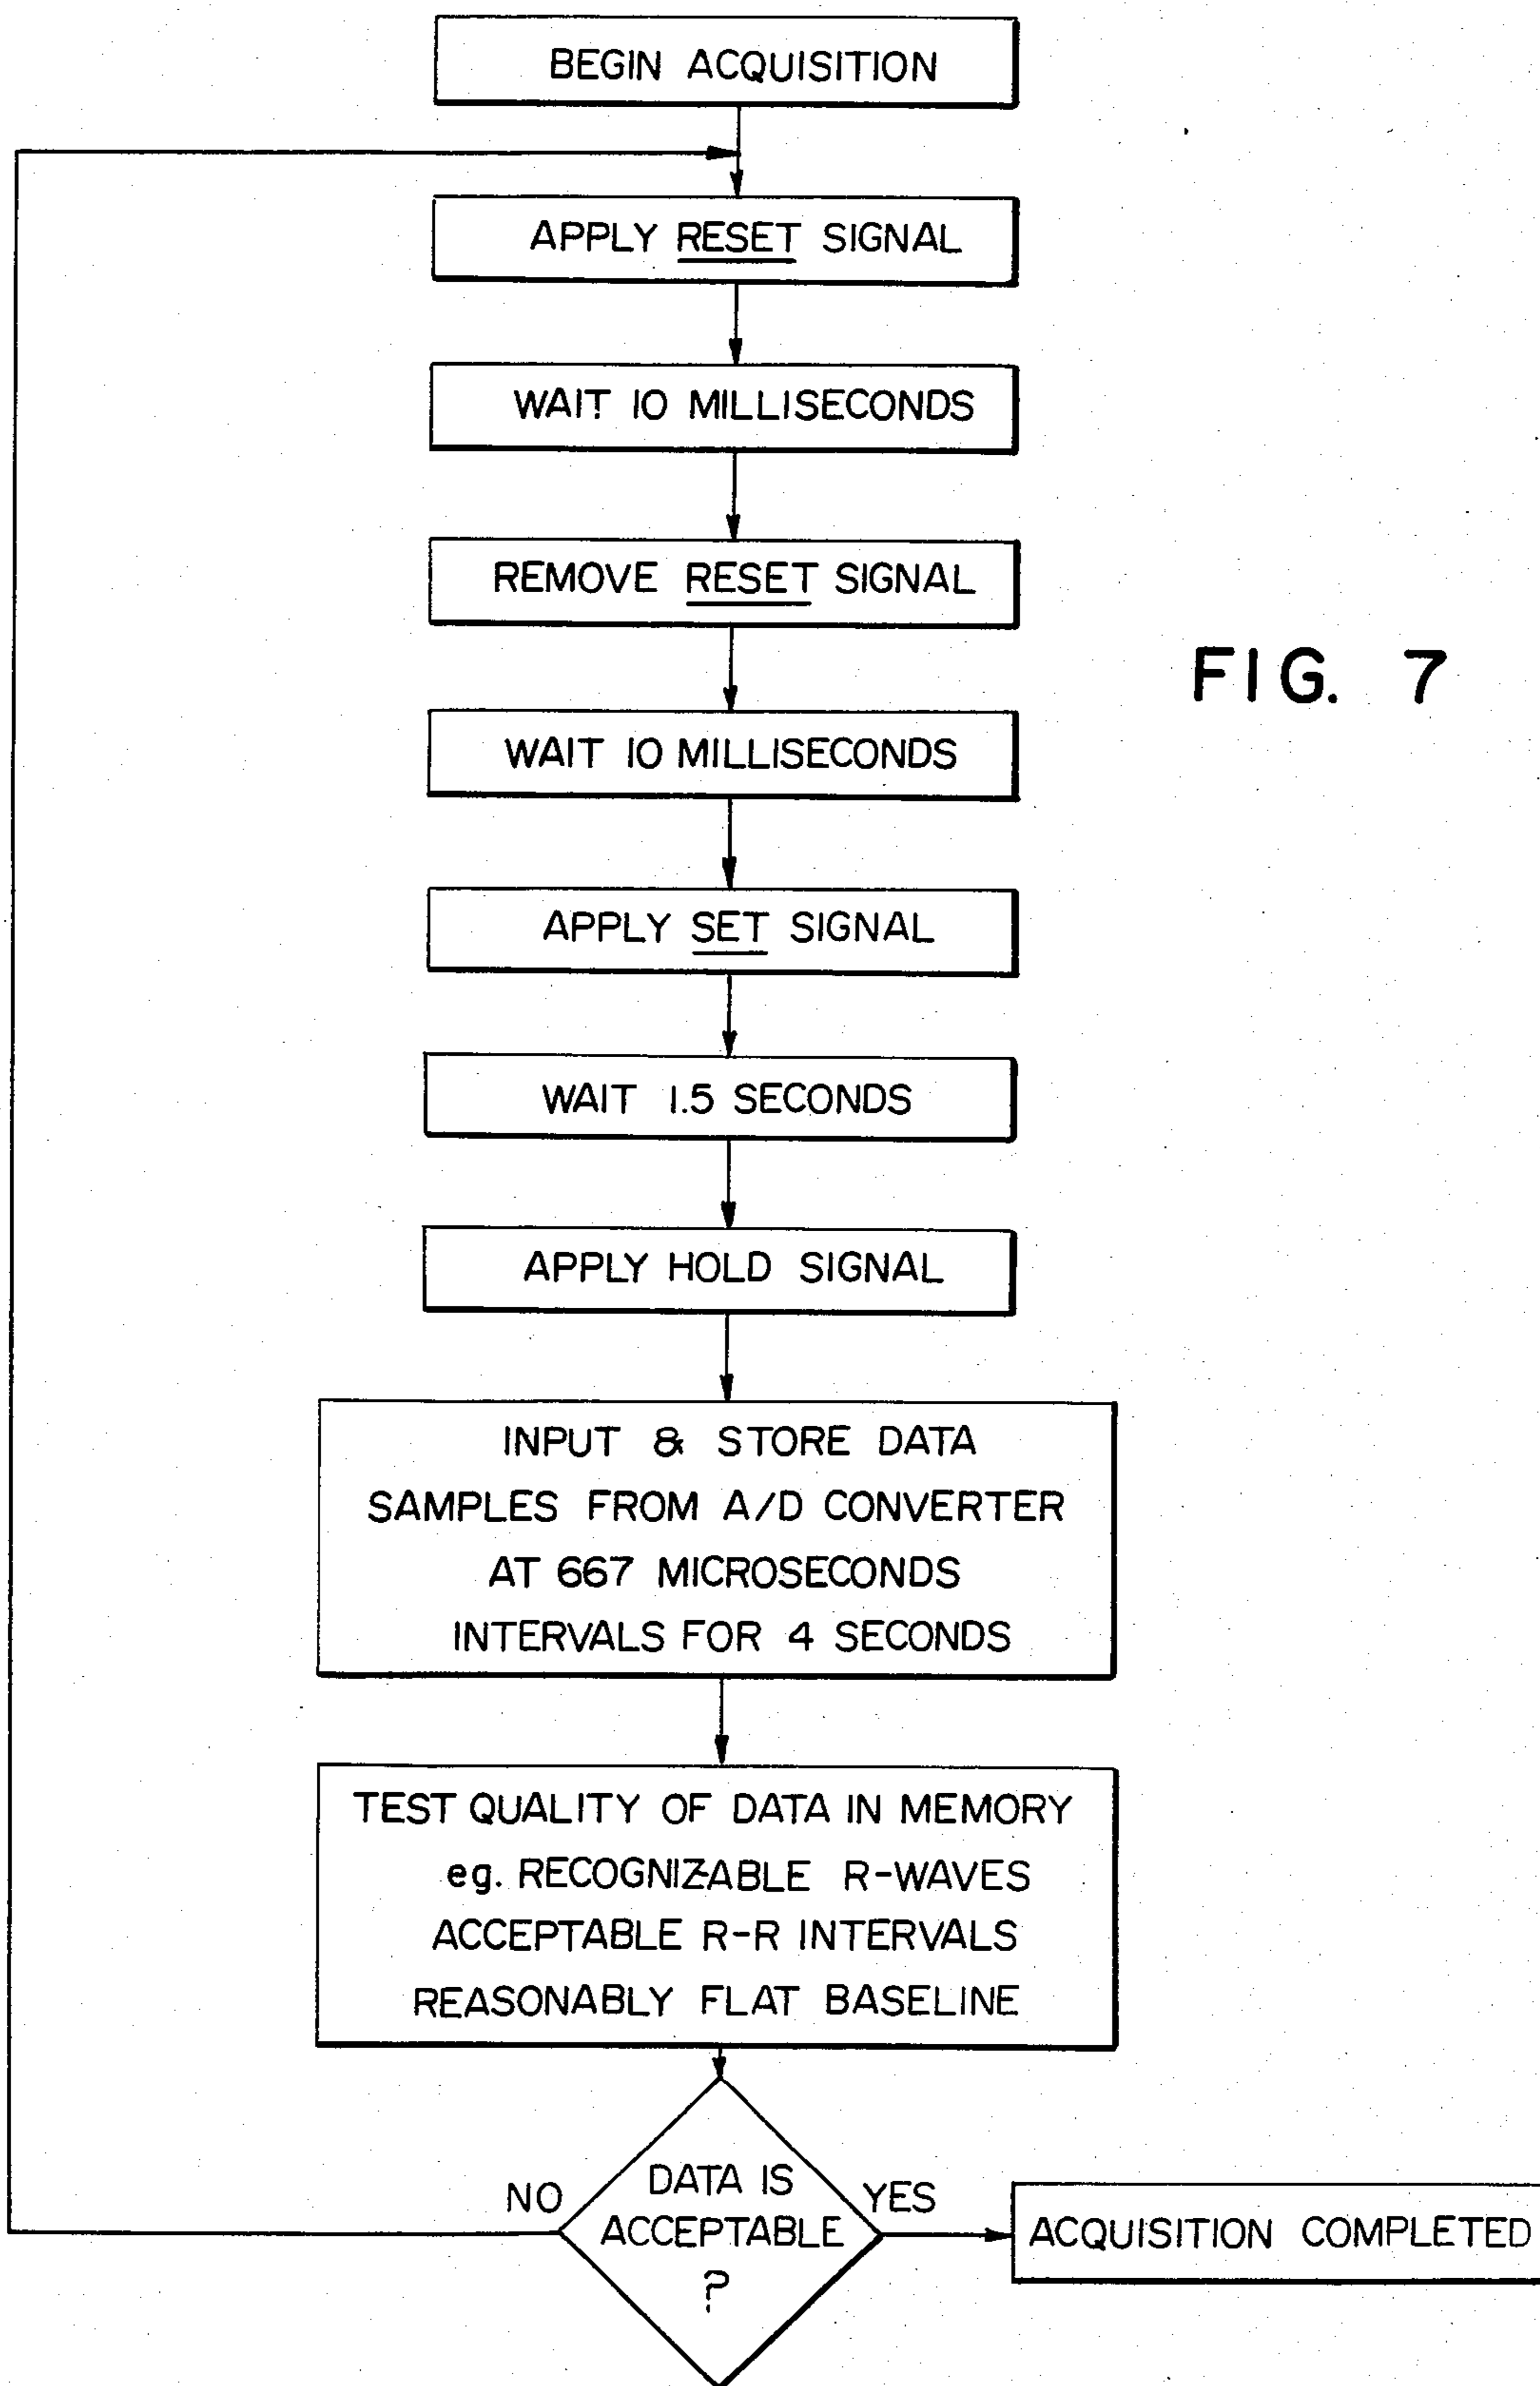 BEGIN ACQUISITION
APPLY RESET SIGNAL
WAIT 10 MILLISECONDS
REMOVE RESET SIGNAL
FIG. 7
WAIT 10 MILLISECONDS
APPLY SET SIGNAL
WAIT 1.5 SECONDS
APPLY HOLD SIGNAL
INPUT & STORE DATA
SAMPLES FROM A/D CONVERTER
AT 667 MICROSECONDS
INTERVALS FOR 4 SECONDS
TEST QUALITY OF DATA IN MEMORY
eg. RECOGNIZABLE R-WAVES
ACCEPTABLE R-R INTERVALS
REASONABLY FLAT BASELINE
NO
DATA IS
ACCEPTABLE
?
YES
ACQUISITION COMPLETED